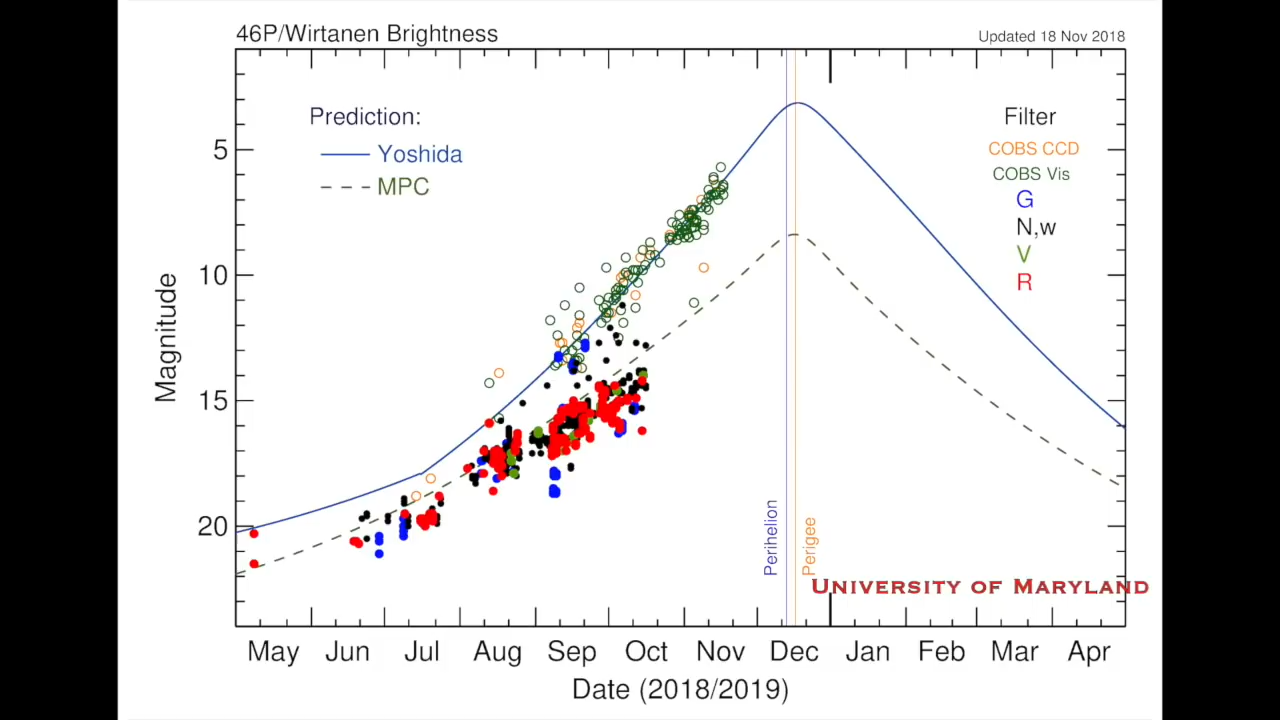 46P/Wirtanen Brightness
Updated 18 Nov 2018
Prediction:
Yoshida
MPC
Filter
COBS CCD
COBS Vis
G
N,w
V
R
5
10
15
20
Magnitude
Perihelion
Perigee
University of Maryland
May Jun Jul Aug Sep Oct Nov Dec Jan Feb Mar Apr
Date (2018/2019)